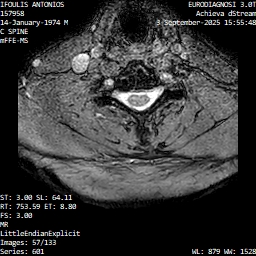 IFOULIS ANTONIOS
EURODIAGNOSI 3.0T
157958
Achieva dStream
14-January-1974 M
3 September-2025 15:55:48
C SPINE
mFFE-MS
ST: 3.00 SL: 64.11
RT: 753.59 ET: 8.80
FS: 3.00
MR
LittleEndianExplicit
Images: 57/133
Series: 601
WL: 879 WW: 1528